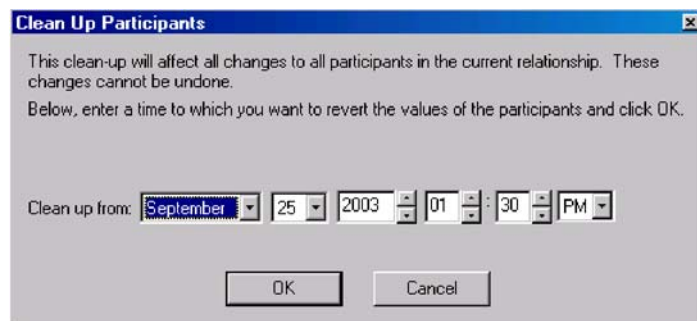 Clean Up Participants
This clean-up will affect all changes to all participants in the current relationship. These
changes cannot be undone.
Below, enter a time to which you want to revert the values of the participants and click OK.
Clean up from: September 25 2003 01 : 30 PM
OK Cancel